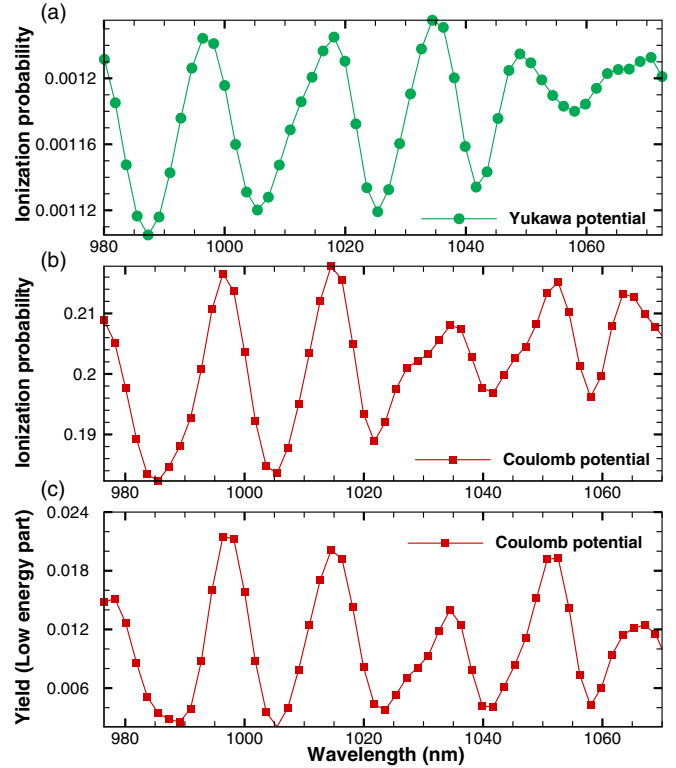 (a)
Ionization probability
0.0012
0.00116
0.00112
Yukawa potential
980 1000 1020 1040 1060
(b)
Ionization probability
0.21
0.2
0.19
Coulomb potential
980 1000 1020 1040 1060
(c)
Yield (Low energy part)
0.024
0.018
0.012
0.006
Coulomb potential
980 1000 1020 1040 1060
Wavelength (nm)